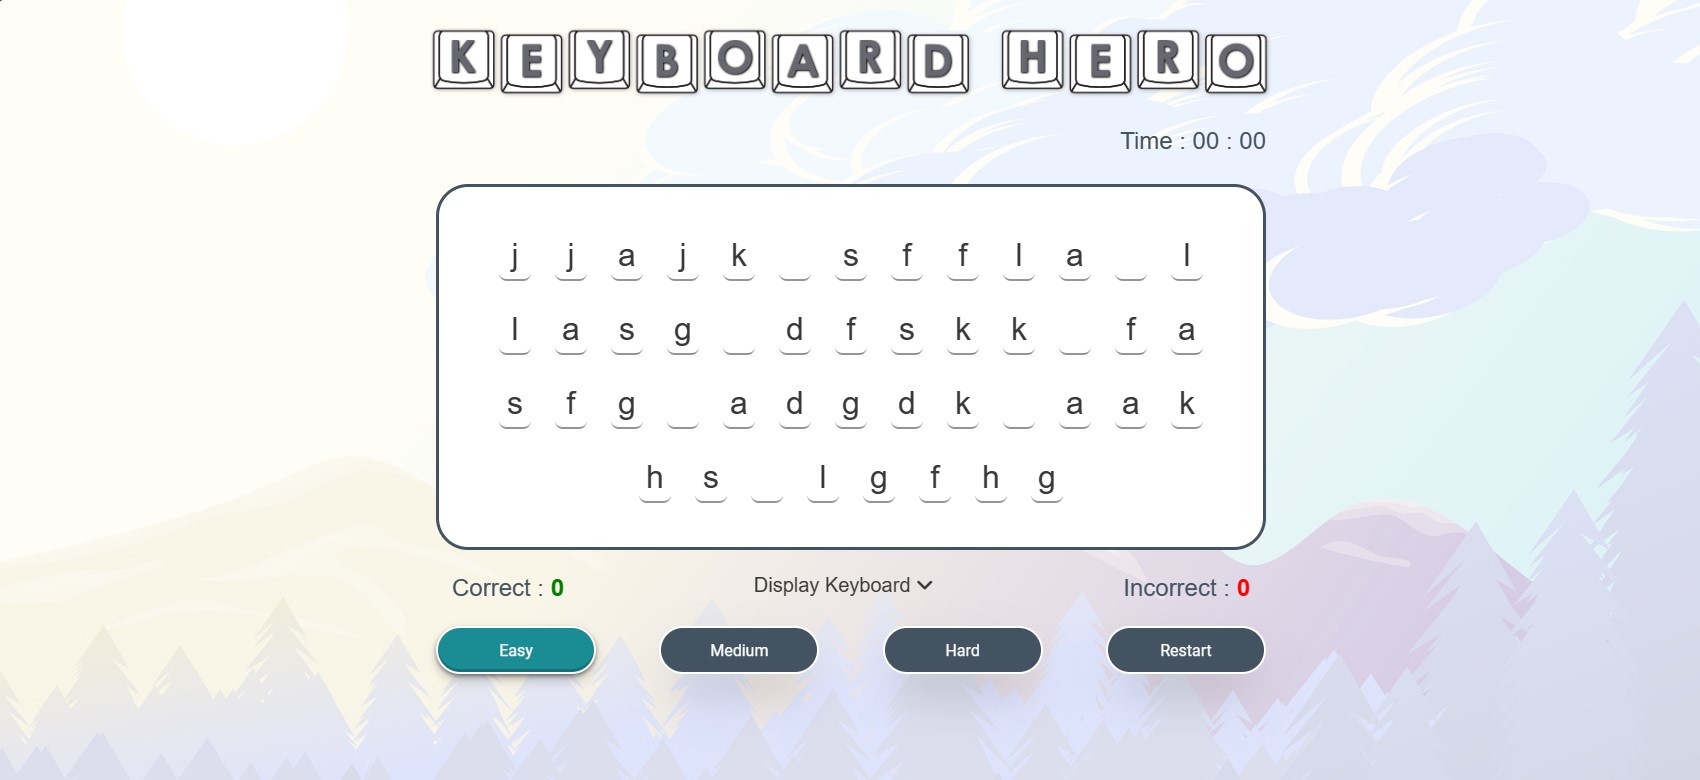 KEYBOARD HERO
Time : 00 : 00
j j a j k _ s f f l a _ l
l a s g _ d f s k k _ f a
s f g _ a d g d k _ a a k
h s _ l g f h g
Correct : 0 Display Keyboard Incorrect : 0
Easy Medium Hard Restart